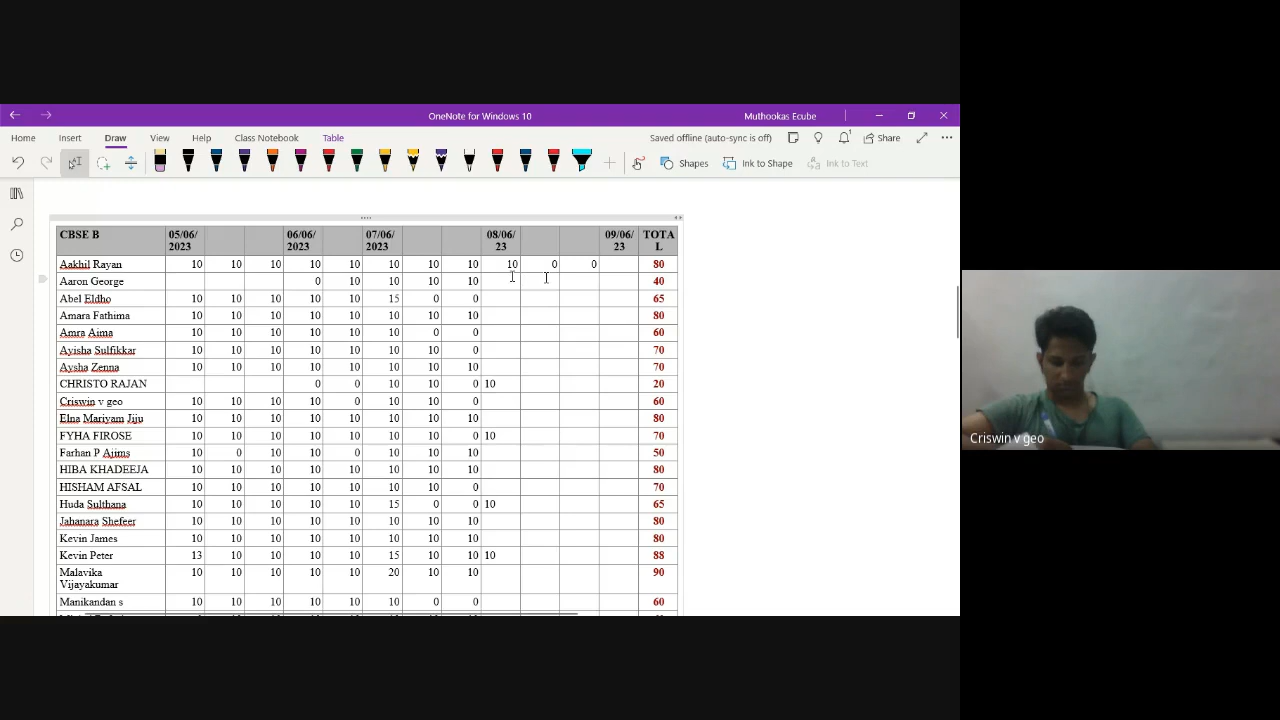 OneNote for Windows 10
Muthookas Ecube
Home Insert Draw View Help Class Notebook Table
Saved offline (auto-sync is off) 1 Share
Shapes Ink to Shape Ink to Text
CBSE B 05/06/2023 06/06/2023 07/06/2023 08/06/23 09/06/23 TOTAL
Aakhil Rayan 10 10 10 10 10 10 10 10 10 0 0 80
Aaron George 0 10 10 10 10 40
Abel Eldho 10 10 10 10 10 15 0 0 65
Amara Fathima 10 10 10 10 10 10 10 10 80
Amra Aima 10 10 10 10 10 10 0 0 60
Ayisha Sulfikkar 10 10 10 10 10 10 10 0 70
Aysha Zenna 10 10 10 10 10 10 10 10 70
CHRISTO RAJAN 0 0 10 10 0 10 20
Criswin v geo 10 10 10 10 0 10 10 0 60
Elna Mariyam Jiju 10 10 10 10 10 10 10 10 80
FYHA FIROSE 10 10 10 10 10 10 10 0 10 70
Farhan P Ajims 10 0 10 10 0 10 10 10 50
HIBA KHADEEJA 10 10 10 10 10 10 10 10 80
HISHAM AFSAL 10 10 10 10 10 10 10 0 70
Huda Sulthana 10 10 10 10 10 15 0 0 10 65
Jahanara Shefeer 10 10 10 10 10 10 10 10 80
Kevin James 10 10 10 10 10 10 10 10 80
Kevin Peter 13 10 10 10 10 15 10 10 10 88
Malavika Vijayakumar 10 10 10 10 10 20 10 10 90
Manikandan s 10 10 10 10 10 10 0 0 60
Criswin v geo